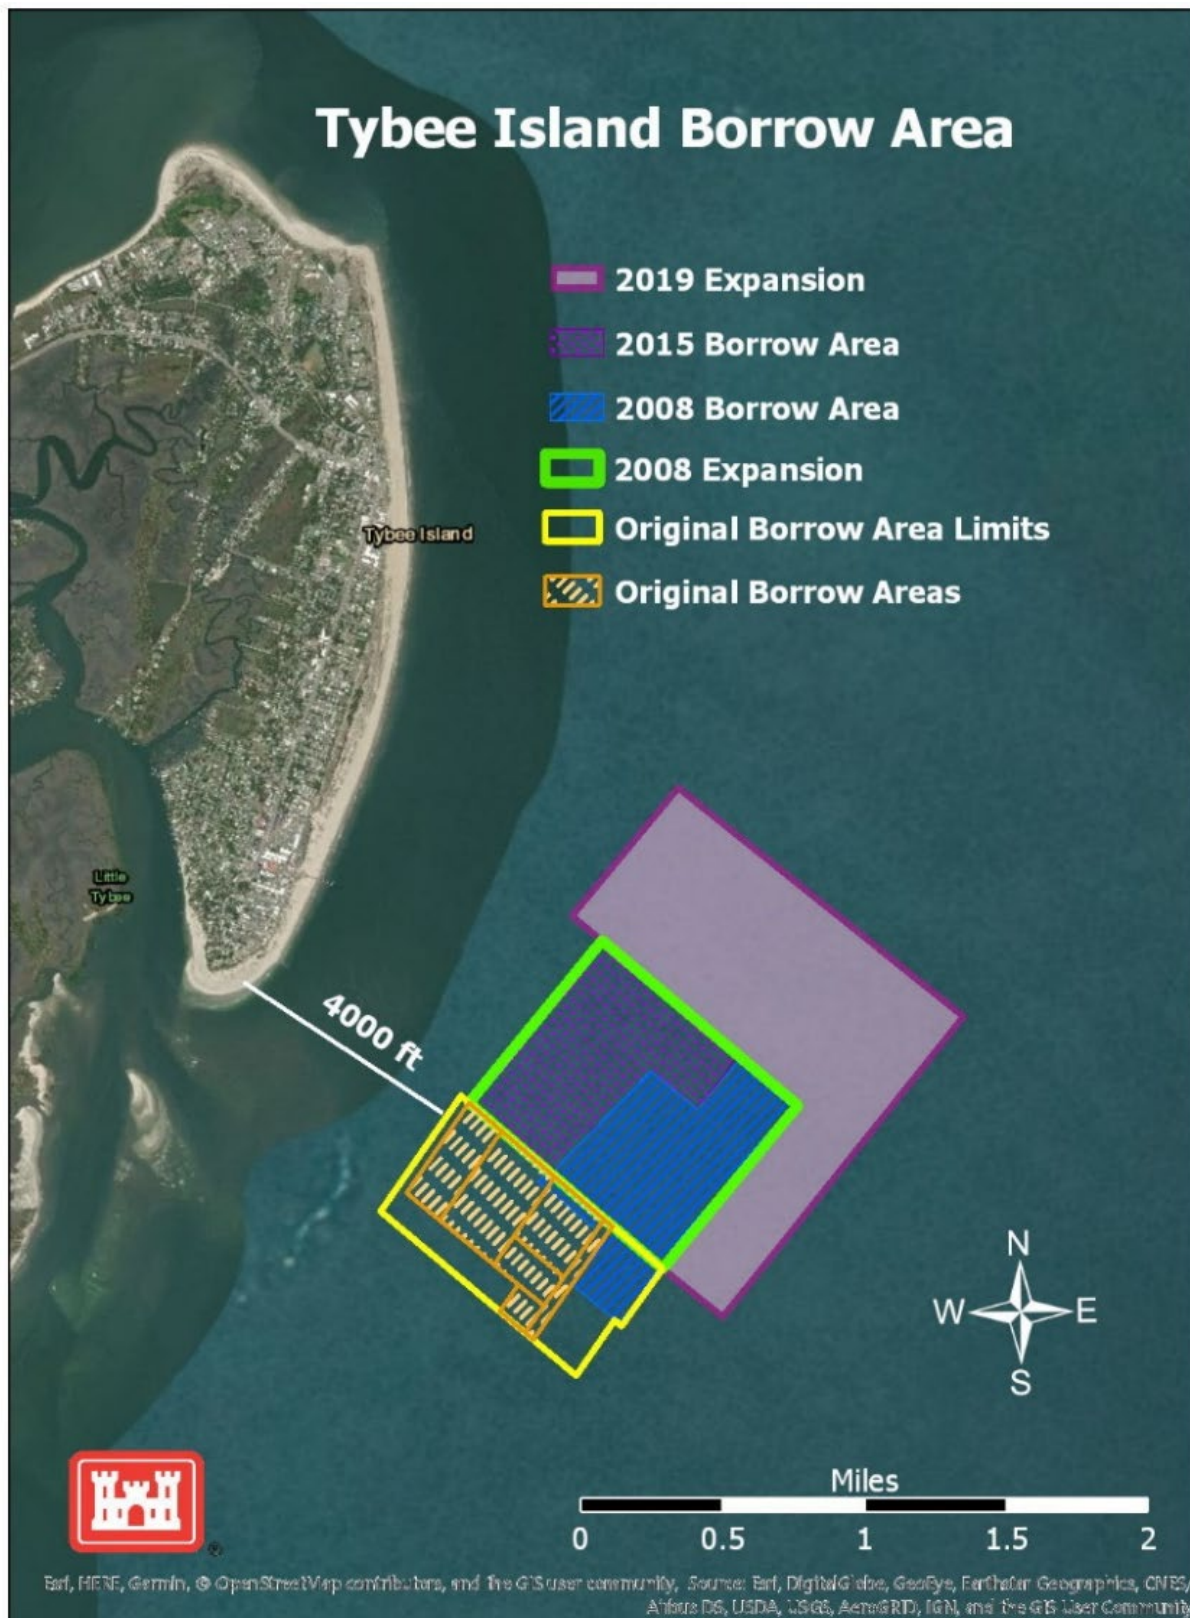 Tybee Island Borrow Area
2019 Expansion
2015 Borrow Area
2008 Borrow Area
2008 Expansion
Original Borrow Area Limits
Original Borrow Areas
Tybee Island
Little
Tybee
4000 ft
N
W E
S
Miles
0 0.5 1 1.5 2
®
Esri, HERE, Garmin, © OpenStreetMap contributors, and the GIS user community, Source: Esri, DigitalGlobe, GeoEye, Earthstar Geographics, CNES/
Airbus DS, USDA, USGS, AeroGRID, IGN, and the GIS User Community